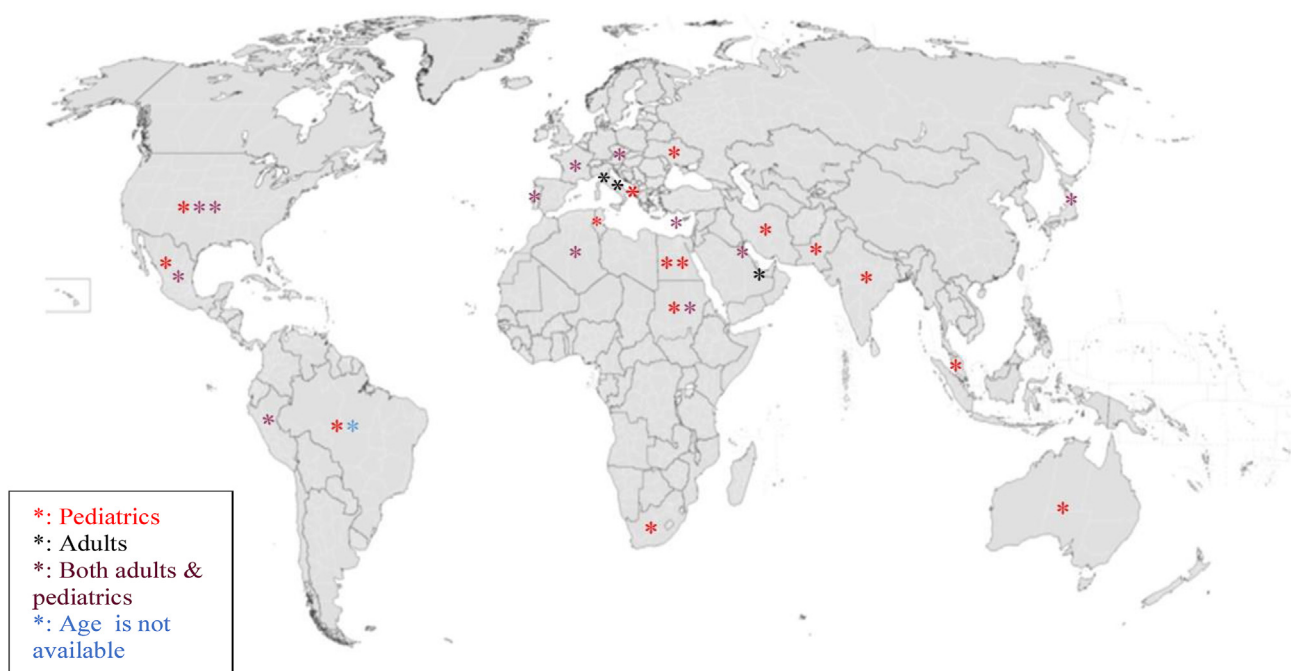 *: Pediatrics
*: Adults
*: Both adults &
pediatrics
*: Age is not
available